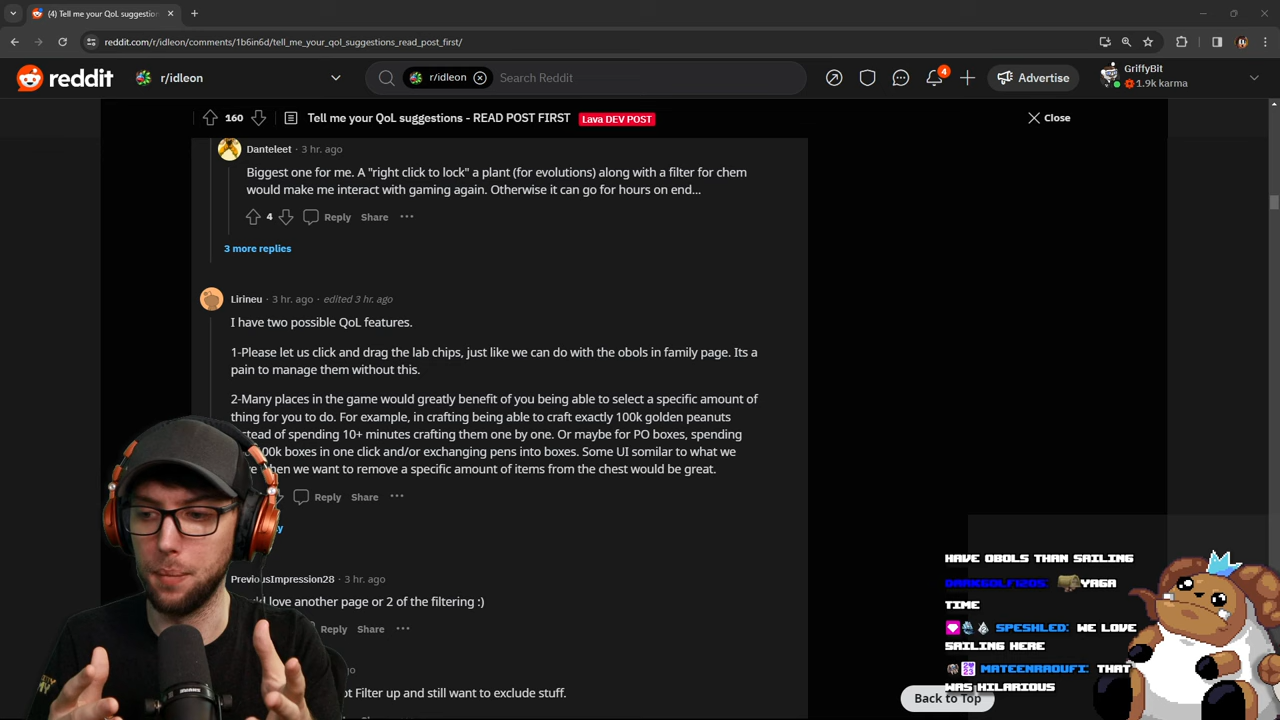 (4) Tell me your QoL suggestion
reddit.com/r/idleon/comments/1b6in6d/tell_me_your_qol_suggestions_read_post_first/
reddit
r/idleon
r/idleon
Search Reddit
4
Advertise
GriffyBit
1.9k karma
160
Tell me your QoL suggestions - READ POST FIRST
Lava DEV POST
Close
Danteleet · 3 hr. ago
Biggest one for me. A "right click to lock" a plant (for evolutions) along with a filter for chem
would make me interact with gaming again. Otherwise it can go for hours on end...
4
Reply
Share
3 more replies
Lirineu · 3 hr. ago · edited 3 hr. ago
I have two possible QoL features.
1-Please let us click and drag the lab chips, just like we can do with the obols in family page. Its a
pain to manage them without this.
2-Many places in the game would greatly benefit of you being able to select a specific amount of
thing for you to do. For example, in crafting being able to craft exactly 100k golden peanuts
stead of spending 10+ minutes crafting them one by one. Or maybe for PO boxes, spending
00k boxes in one click and/or exchanging pens into boxes. Some UI somilar to what we
hen we want to remove a specific amount of items from the chest would be great.
Reply
Share
PreviousImpression28 · 3 hr. ago
love another page or 2 of the filtering :)
Reply
Share
go
Filter up and still want to exclude stuff.
HAVE OBOLS THAN SAILING
DARKGOLF1205: YAGA
TIME
SPESHLED: WE LOVE
SAILING HERE
MATEENRAOUFI: THAT
WAS HILARIOUS
Back to Top